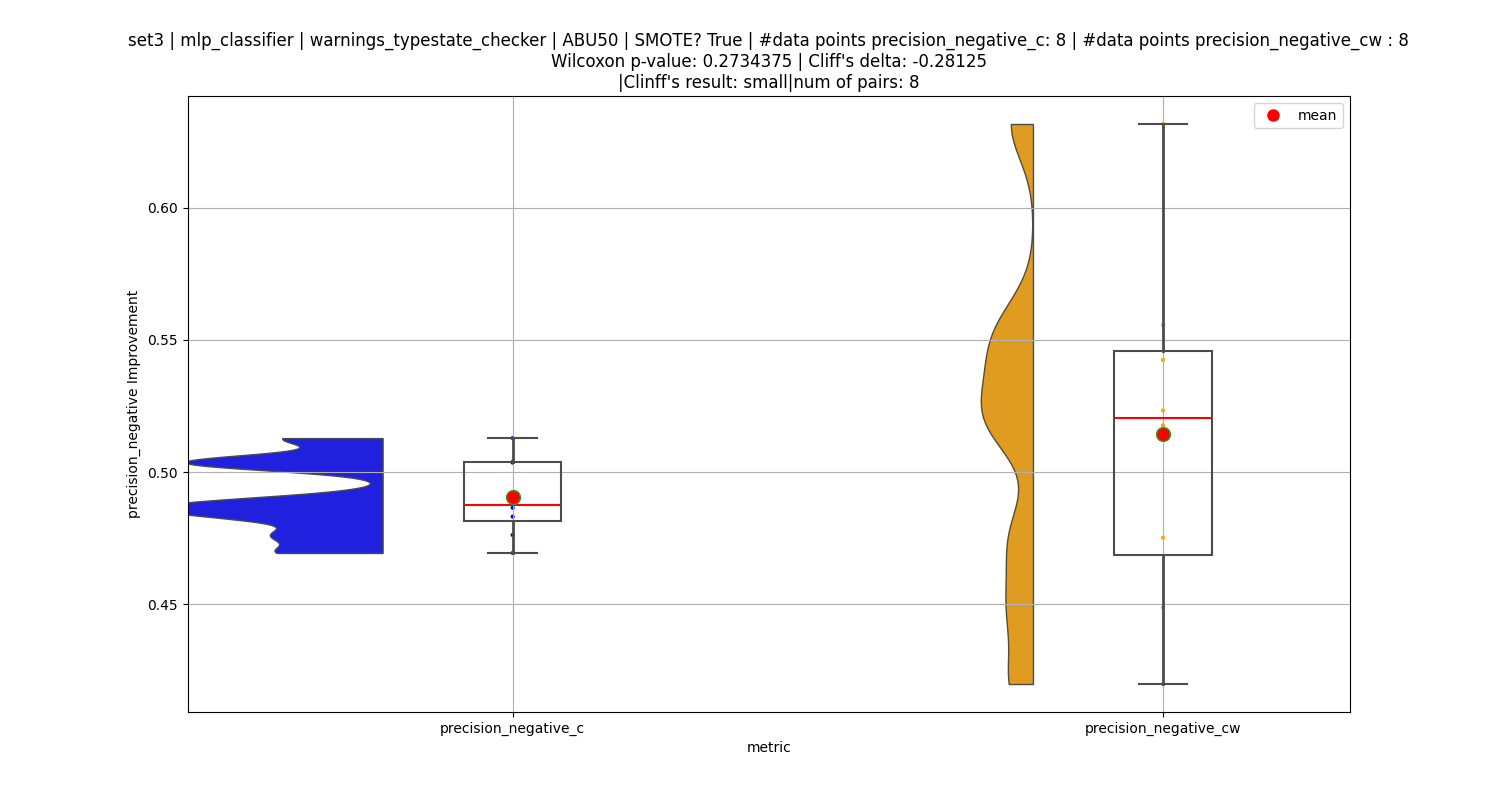 set3 | mlp_classifier | warnings_typestate_checker | ABU50 | SMOTE? True | #data points precision_negative_c: 8 | #data points precision_negative_cw : 8
Wilcoxon p-value: 0.2734375 | Cliff's delta: -0.28125
|Clinff's result: small|num of pairs: 8
mean
0.60
0.55
0.50
0.45
precision_negative Improvement
precision_negative_c
precision_negative_cw
metric